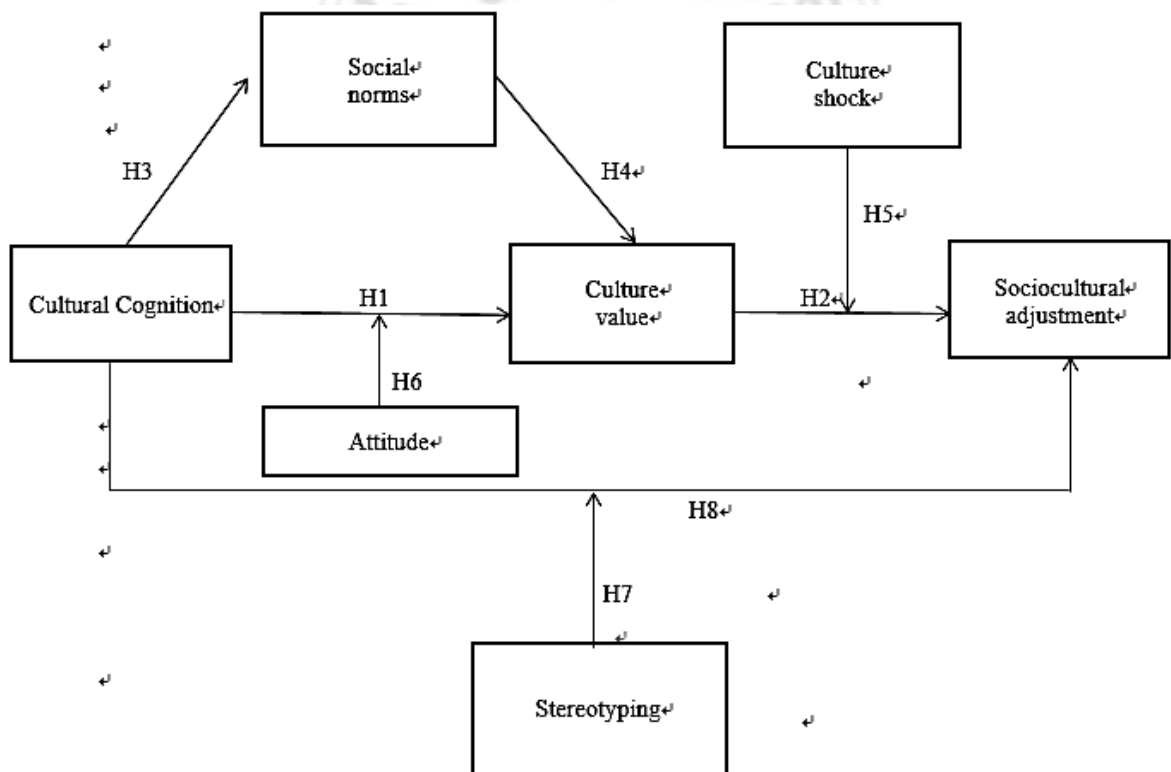 Social
norms
Culture
shock
H3
H4
H5
Cultural Cognition
H1
Culture
value
H2
Sociocultural
adjustment
H6
Attitude
H8
H7
Stereotyping